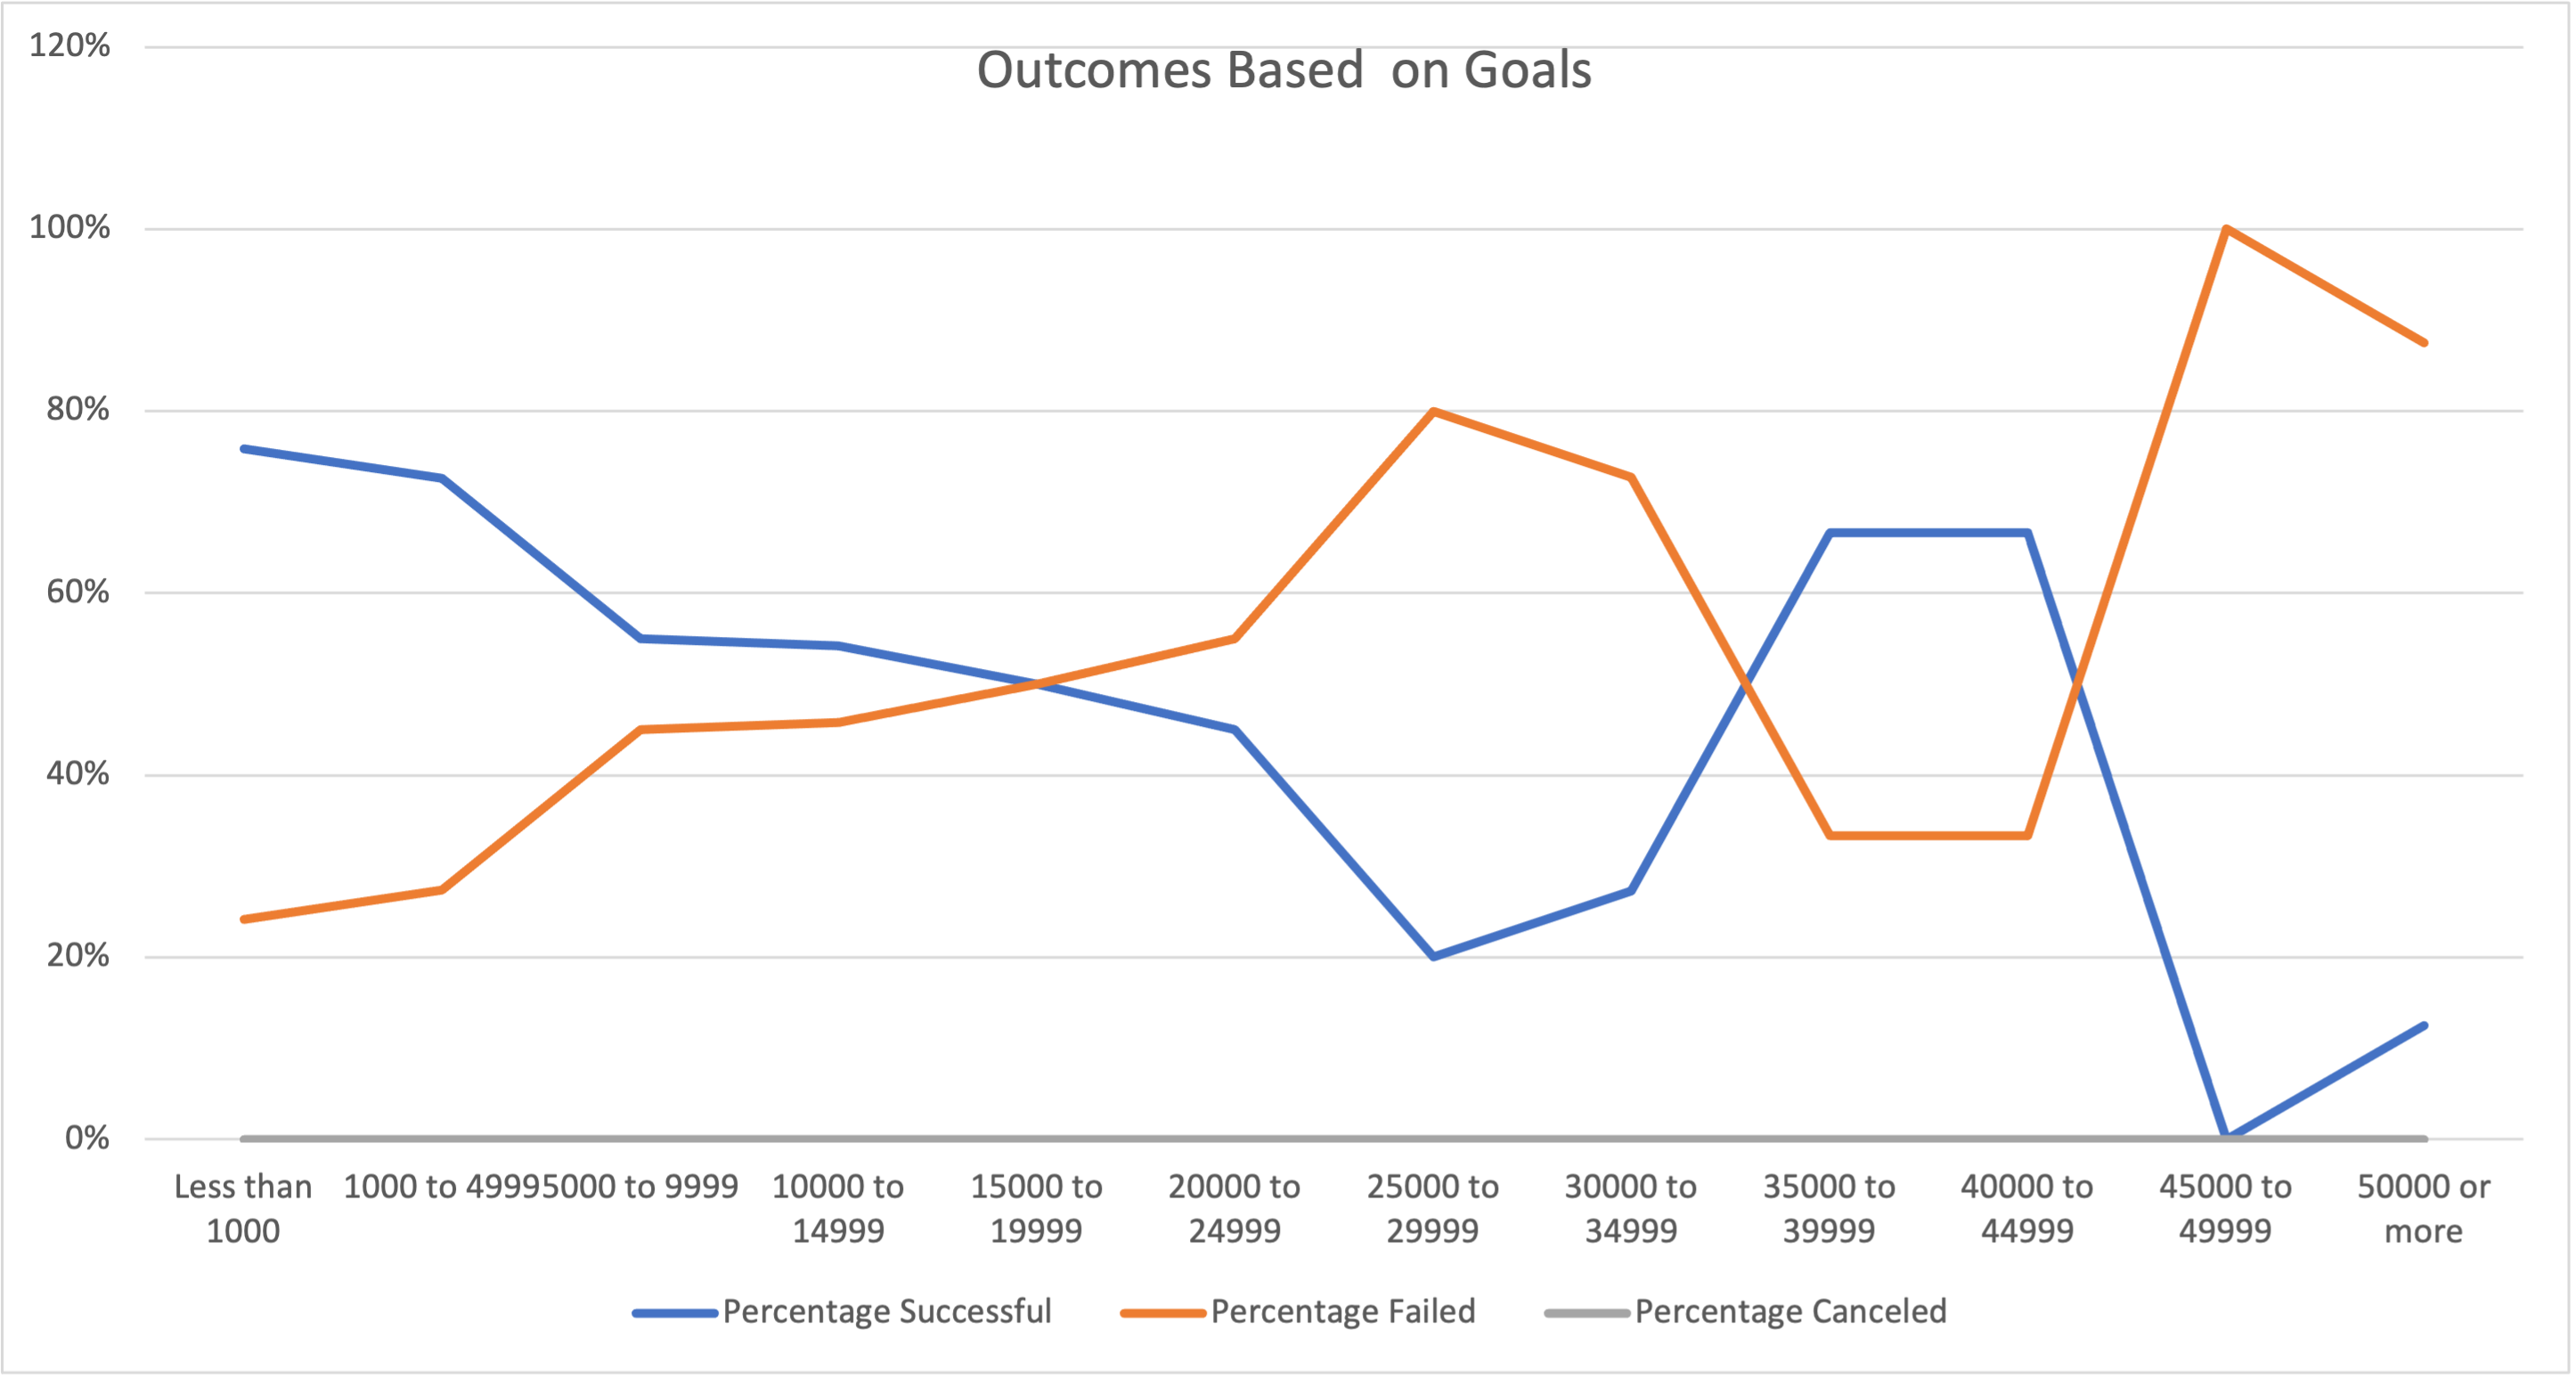 Outcomes Based  on Goals
120%
100%
80%
60%
40%
20%
0%
Less than
1000
1000 to 4999
5000 to 9999
10000 to
14999
15000 to
19999
20000 to
24999
25000 to
29999
30000 to
34999
35000 to
39999
40000 to
44999
45000 to
49999
50000 or
more
Percentage Successful
Percentage Failed
Percentage Canceled